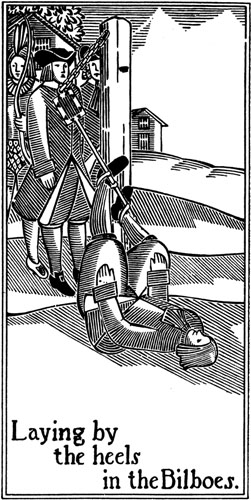 Laying by
the heels
in the Bilboes.